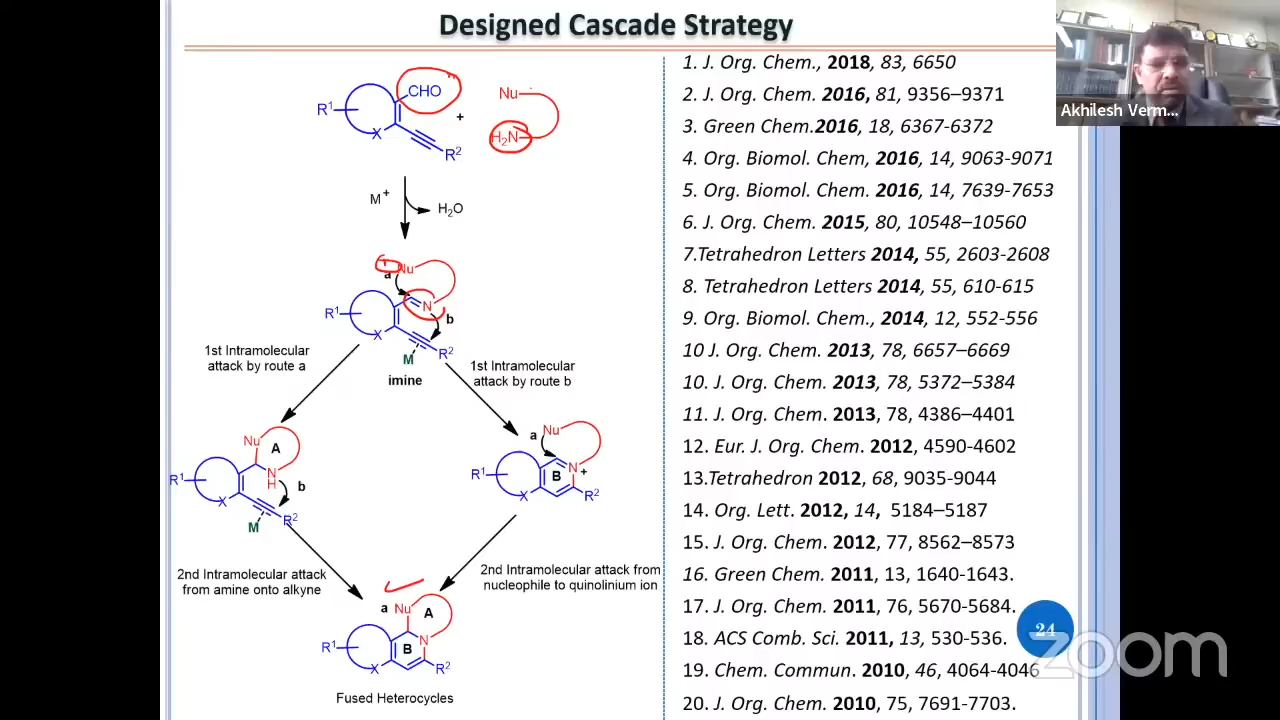 Designed Cascade Strategy
CHO
Nu
R1
+
H2N
X
R2
M+
H2O
Nu
a
N
R1
b
X
R2
M
1st Intramolecular
attack by route a
imine
1st Intramolecular
attack by route b
Nu
A
a
Nu
R1
N
H
b
X
R2
M
R1
B
N
+
X
R2
2nd Intramolecular attack
from amine onto alkyne
2nd Intramolecular attack from
nucleophile to quinolinium ion
a
Nu
A
R1
B
N
X
R2
Fused Heterocycles
1. J. Org. Chem., 2018, 83, 6650
2. J. Org. Chem. 2016, 81, 9356–9371
3. Green Chem.2016, 18, 6367-6372
4. Org. Biomol. Chem, 2016, 14, 9063-9071
5. Org. Biomol. Chem. 2016, 14, 7639-7653
6. J. Org. Chem. 2015, 80, 10548–10560
7.Tetrahedron Letters 2014, 55, 2603-2608
8. Tetrahedron Letters 2014, 55, 610-615
9. Org. Biomol. Chem., 2014, 12, 552-556
10 J. Org. Chem. 2013, 78, 6657–6669
10. J. Org. Chem. 2013, 78, 5372–5384
11. J. Org. Chem. 2013, 78, 4386–4401
12. Eur. J. Org. Chem. 2012, 4590-4602
13.Tetrahedron 2012, 68, 9035-9044
14. Org. Lett. 2012, 14, 5184–5187
15. J. Org. Chem. 2012, 77, 8562–8573
16. Green Chem. 2011, 13, 1640-1643.
17. J. Org. Chem. 2011, 76, 5670-5684.
18. ACS Comb. Sci. 2011, 13, 530-536.
19. Chem. Commun. 2010, 46, 4064-4046
20. J. Org. Chem. 2010, 75, 7691-7703.
24
zoom
Akhilesh Verm...